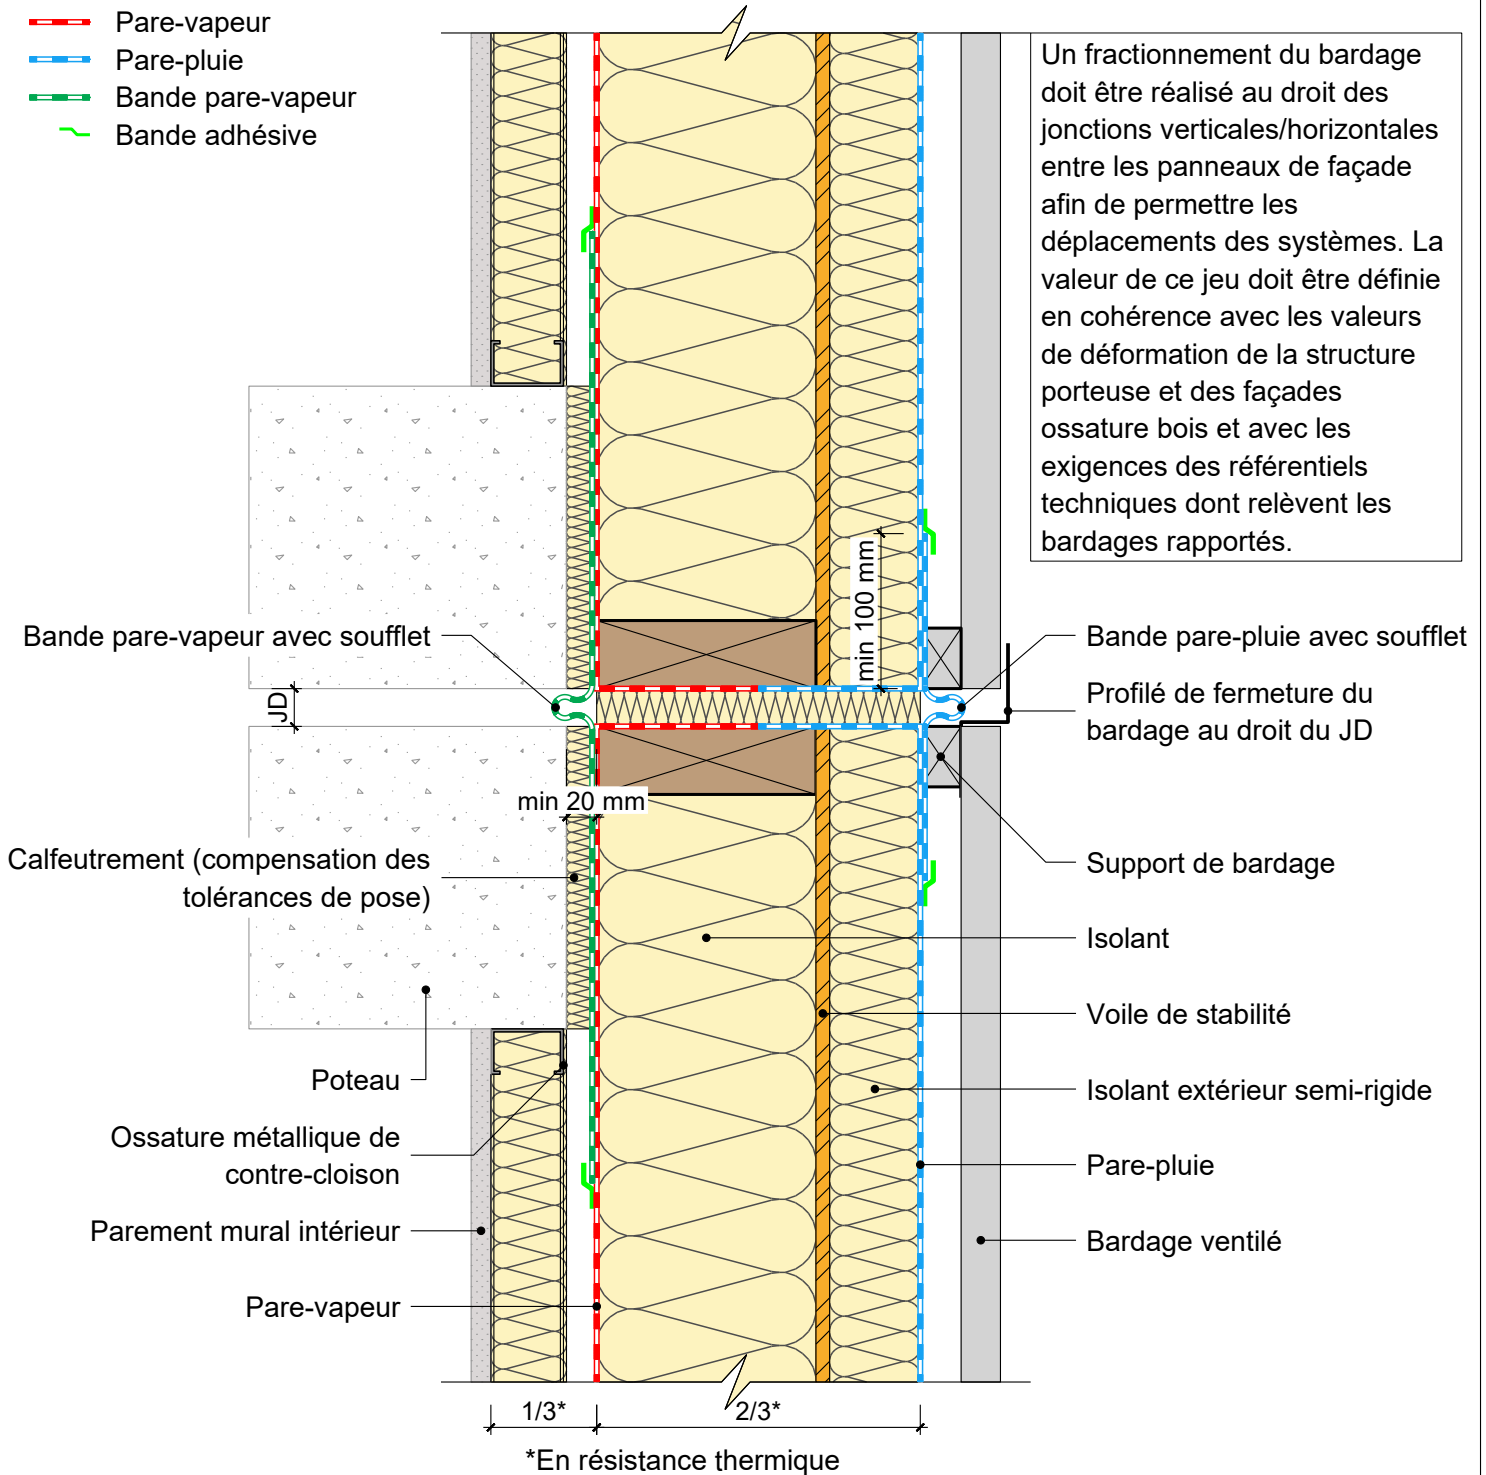 Pare-vapeur
Pare-pluie
Bande pare-vapeur
Bande adhésive
Un fractionnement du bardage
doit être réalisé au droit des
jonctions verticales/horizontales
entre les panneaux de façade
afin de permettre les
déplacements des systèmes. La
valeur de ce jeu doit être définie
en cohérence avec les valeurs
de déformation de la structure
porteuse et des façades
ossature bois et avec les
exigences des référentiels
techniques dont relèvent les
bardages rapportés.
min 100 mm
Bande pare-vapeur avec soufflet
JD
min 20 mm
Calfeutrement (compensation des
tolérances de pose)
Poteau
Ossature métallique de
contre-cloison
Parement mural intérieur
Pare-vapeur
Bande pare-pluie avec soufflet
Profilé de fermeture du
bardage au droit du JD
Support de bardage
Isolant
Voile de stabilité
Isolant extérieur semi-rigide
Pare-pluie
Bardage ventilé
1/3*
2/3*
*En résistance thermique